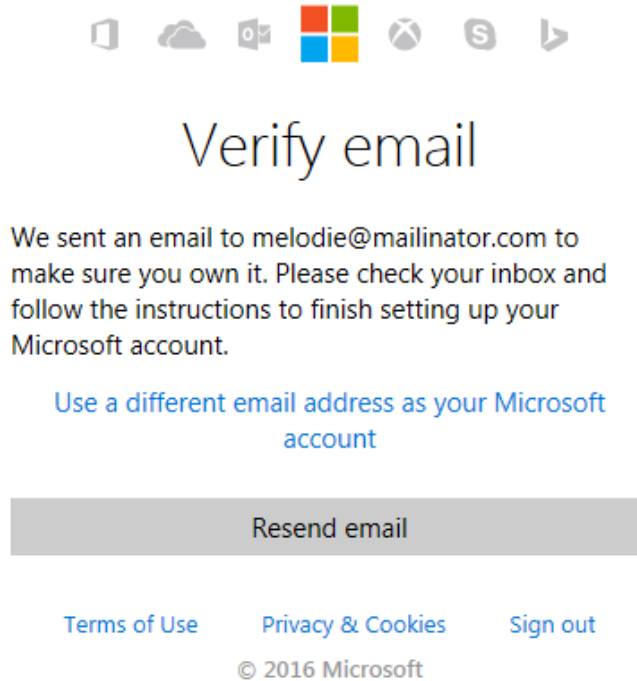 Verify email
We sent an email to melodie@mailinator.com to
make sure you own it. Please check your inbox and
follow the instructions to finish setting up your
Microsoft account.
Use a different email address as your Microsoft
account
Resend email
Terms of Use Privacy & Cookies Sign out
© 2016 Microsoft